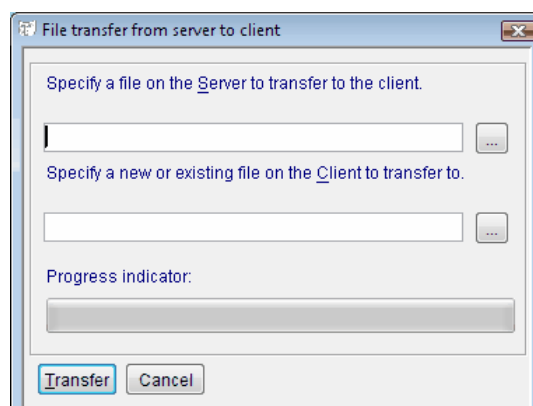 File transfer from server to client
Specify a file on the Server to transfer to the client.
...
Specify a new or existing file on the Client to transfer to.
...
Progress indicator:
Transfer Cancel